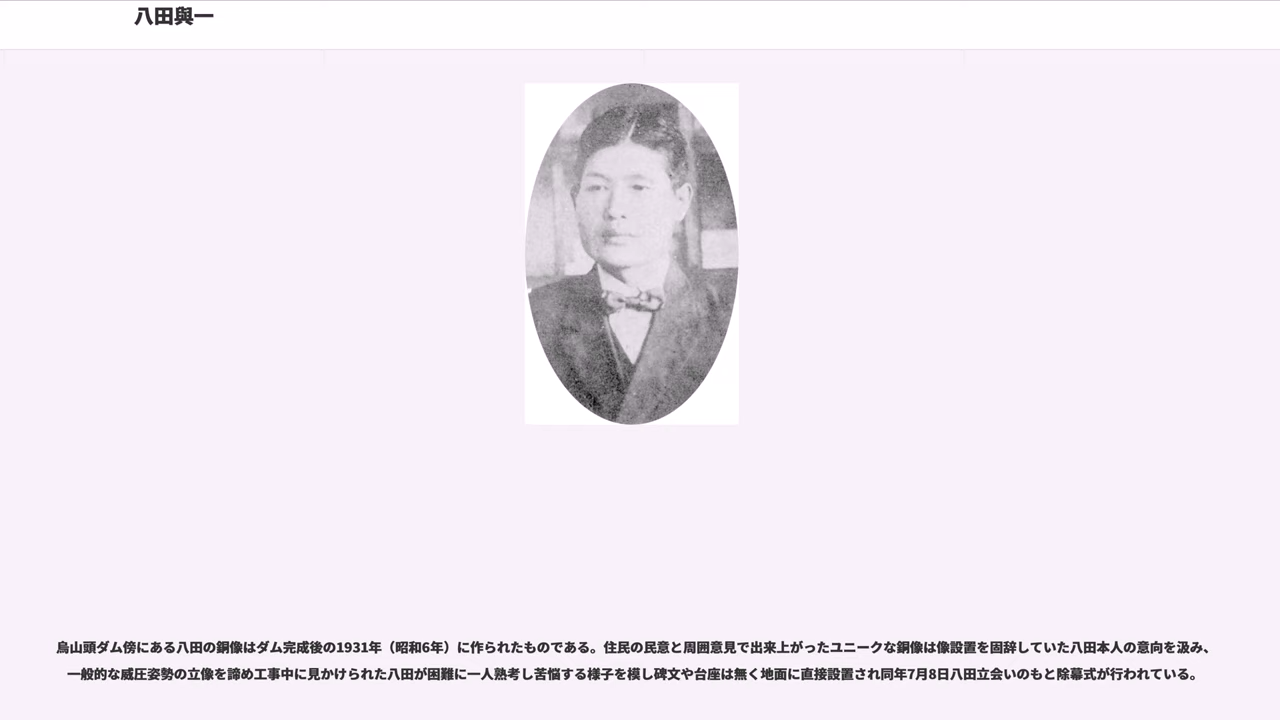 八田與一
烏山頭ダム傍にある八田の銅像はダム完成後の1931年（昭和6年）に作られたものである。住民の民意と周囲意見で出来上がったユニークな銅像は像設置を固辞していた八田本人の意向を汲み、
一般的な威圧姿勢の立像を諦め工事中に見かけられた八田が困難に一人熟考し苦悩する様子を模し碑文や台座は無く地面に直接設置され同年7月8日八田立会いのもと除幕式が行われている。